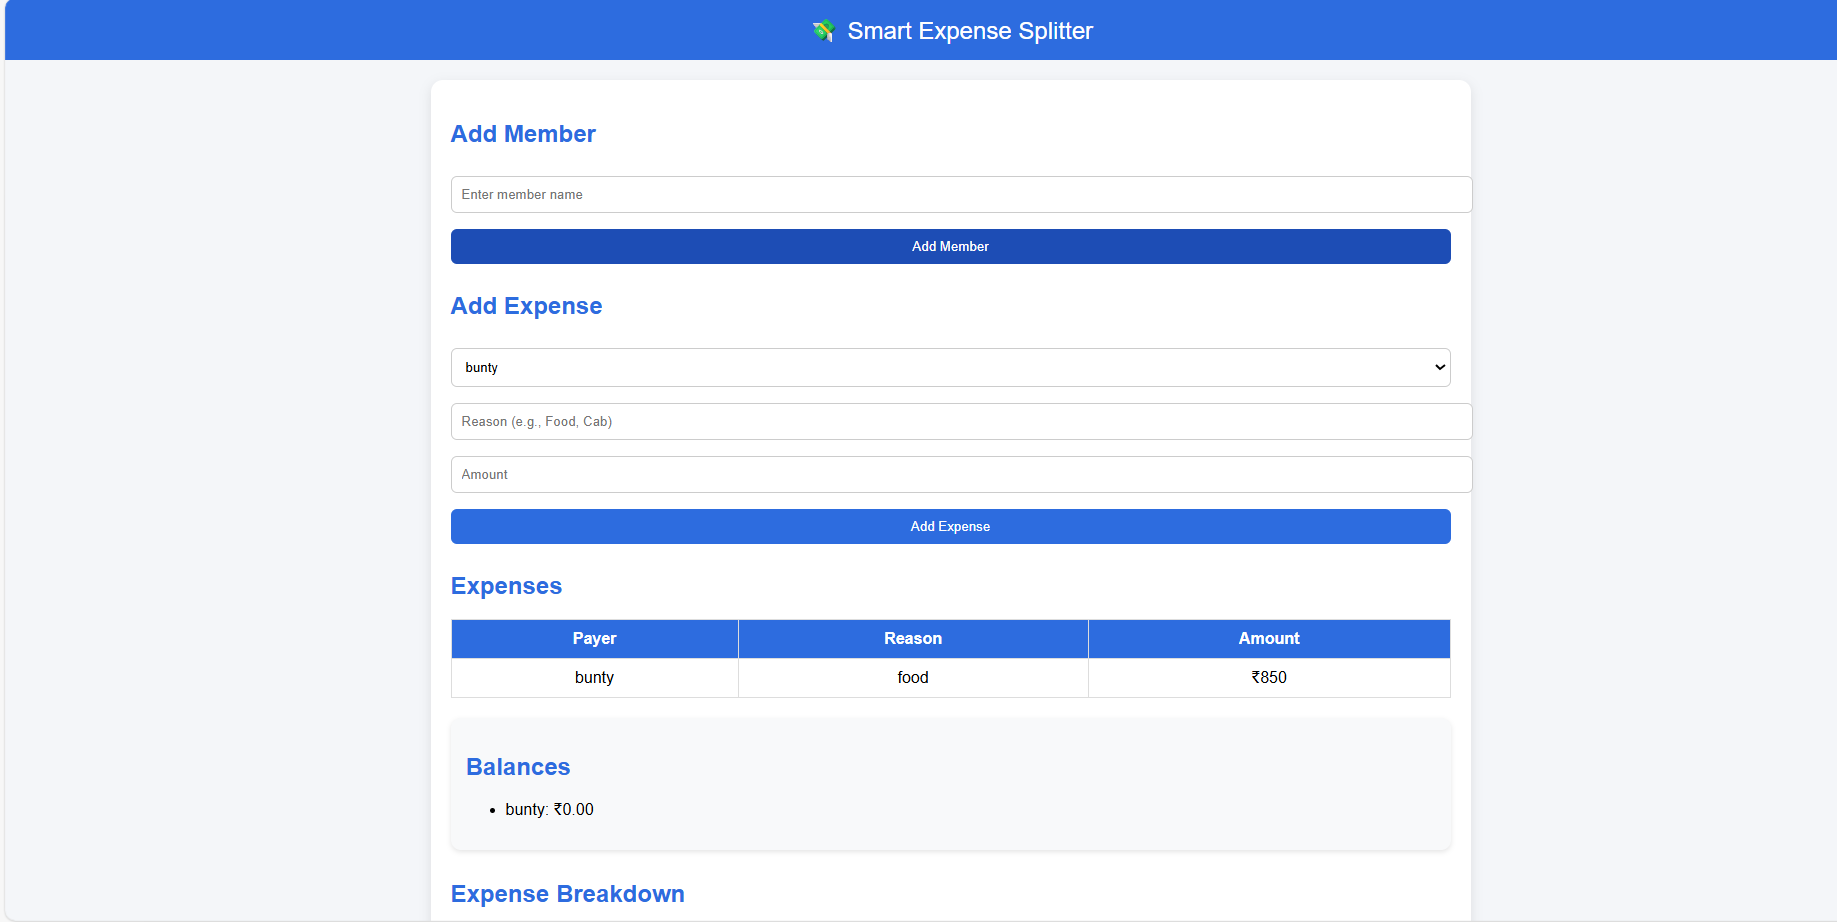 Smart Expense Splitter
Add Member
Enter member name
Add Member
Add Expense
bunty
Reason (e.g., Food, Cab)
Amount
Add Expense
Expenses
Payer Reason Amount
bunty food ₹850
Balances
• bunty: ₹0.00
Expense Breakdown